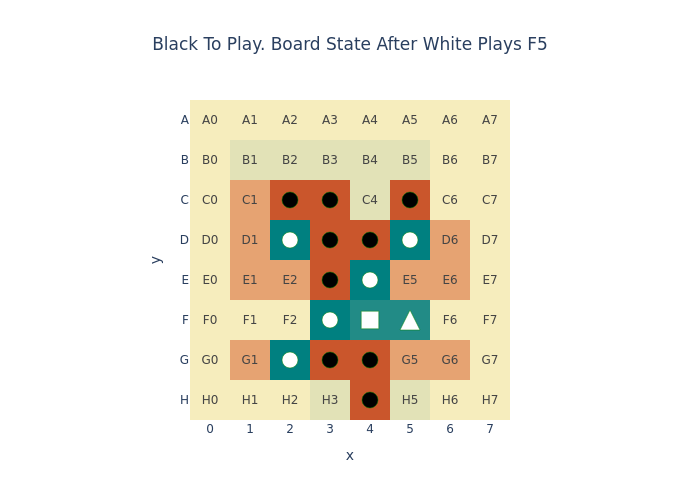 Black To Play. Board State After White Plays F5
A A0 A1 A2 A3 A4 A5 A6 A7
B B0 B1 B2 B3 B4 B5 B6 B7
C C0 C1 C4 C6 C7
D D0 D1 D6 D7
y
E E0 E1 E2 E5 E6 E7
F F0 F1 F2 F6 F7
G G0 G1 G5 G6 G7
H H0 H1 H2 H3 H5 H6 H7
0 1 2 3 4 5 6 7
x